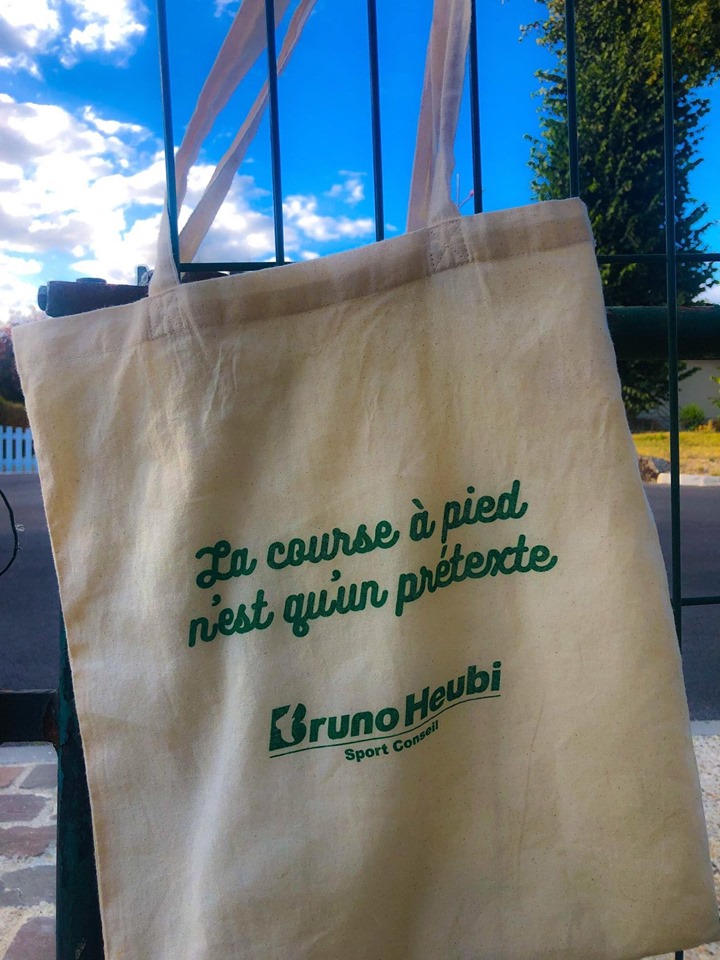 La course à pied
n'est qu'un prétexte
Bruno Heubi
Sport Conseil